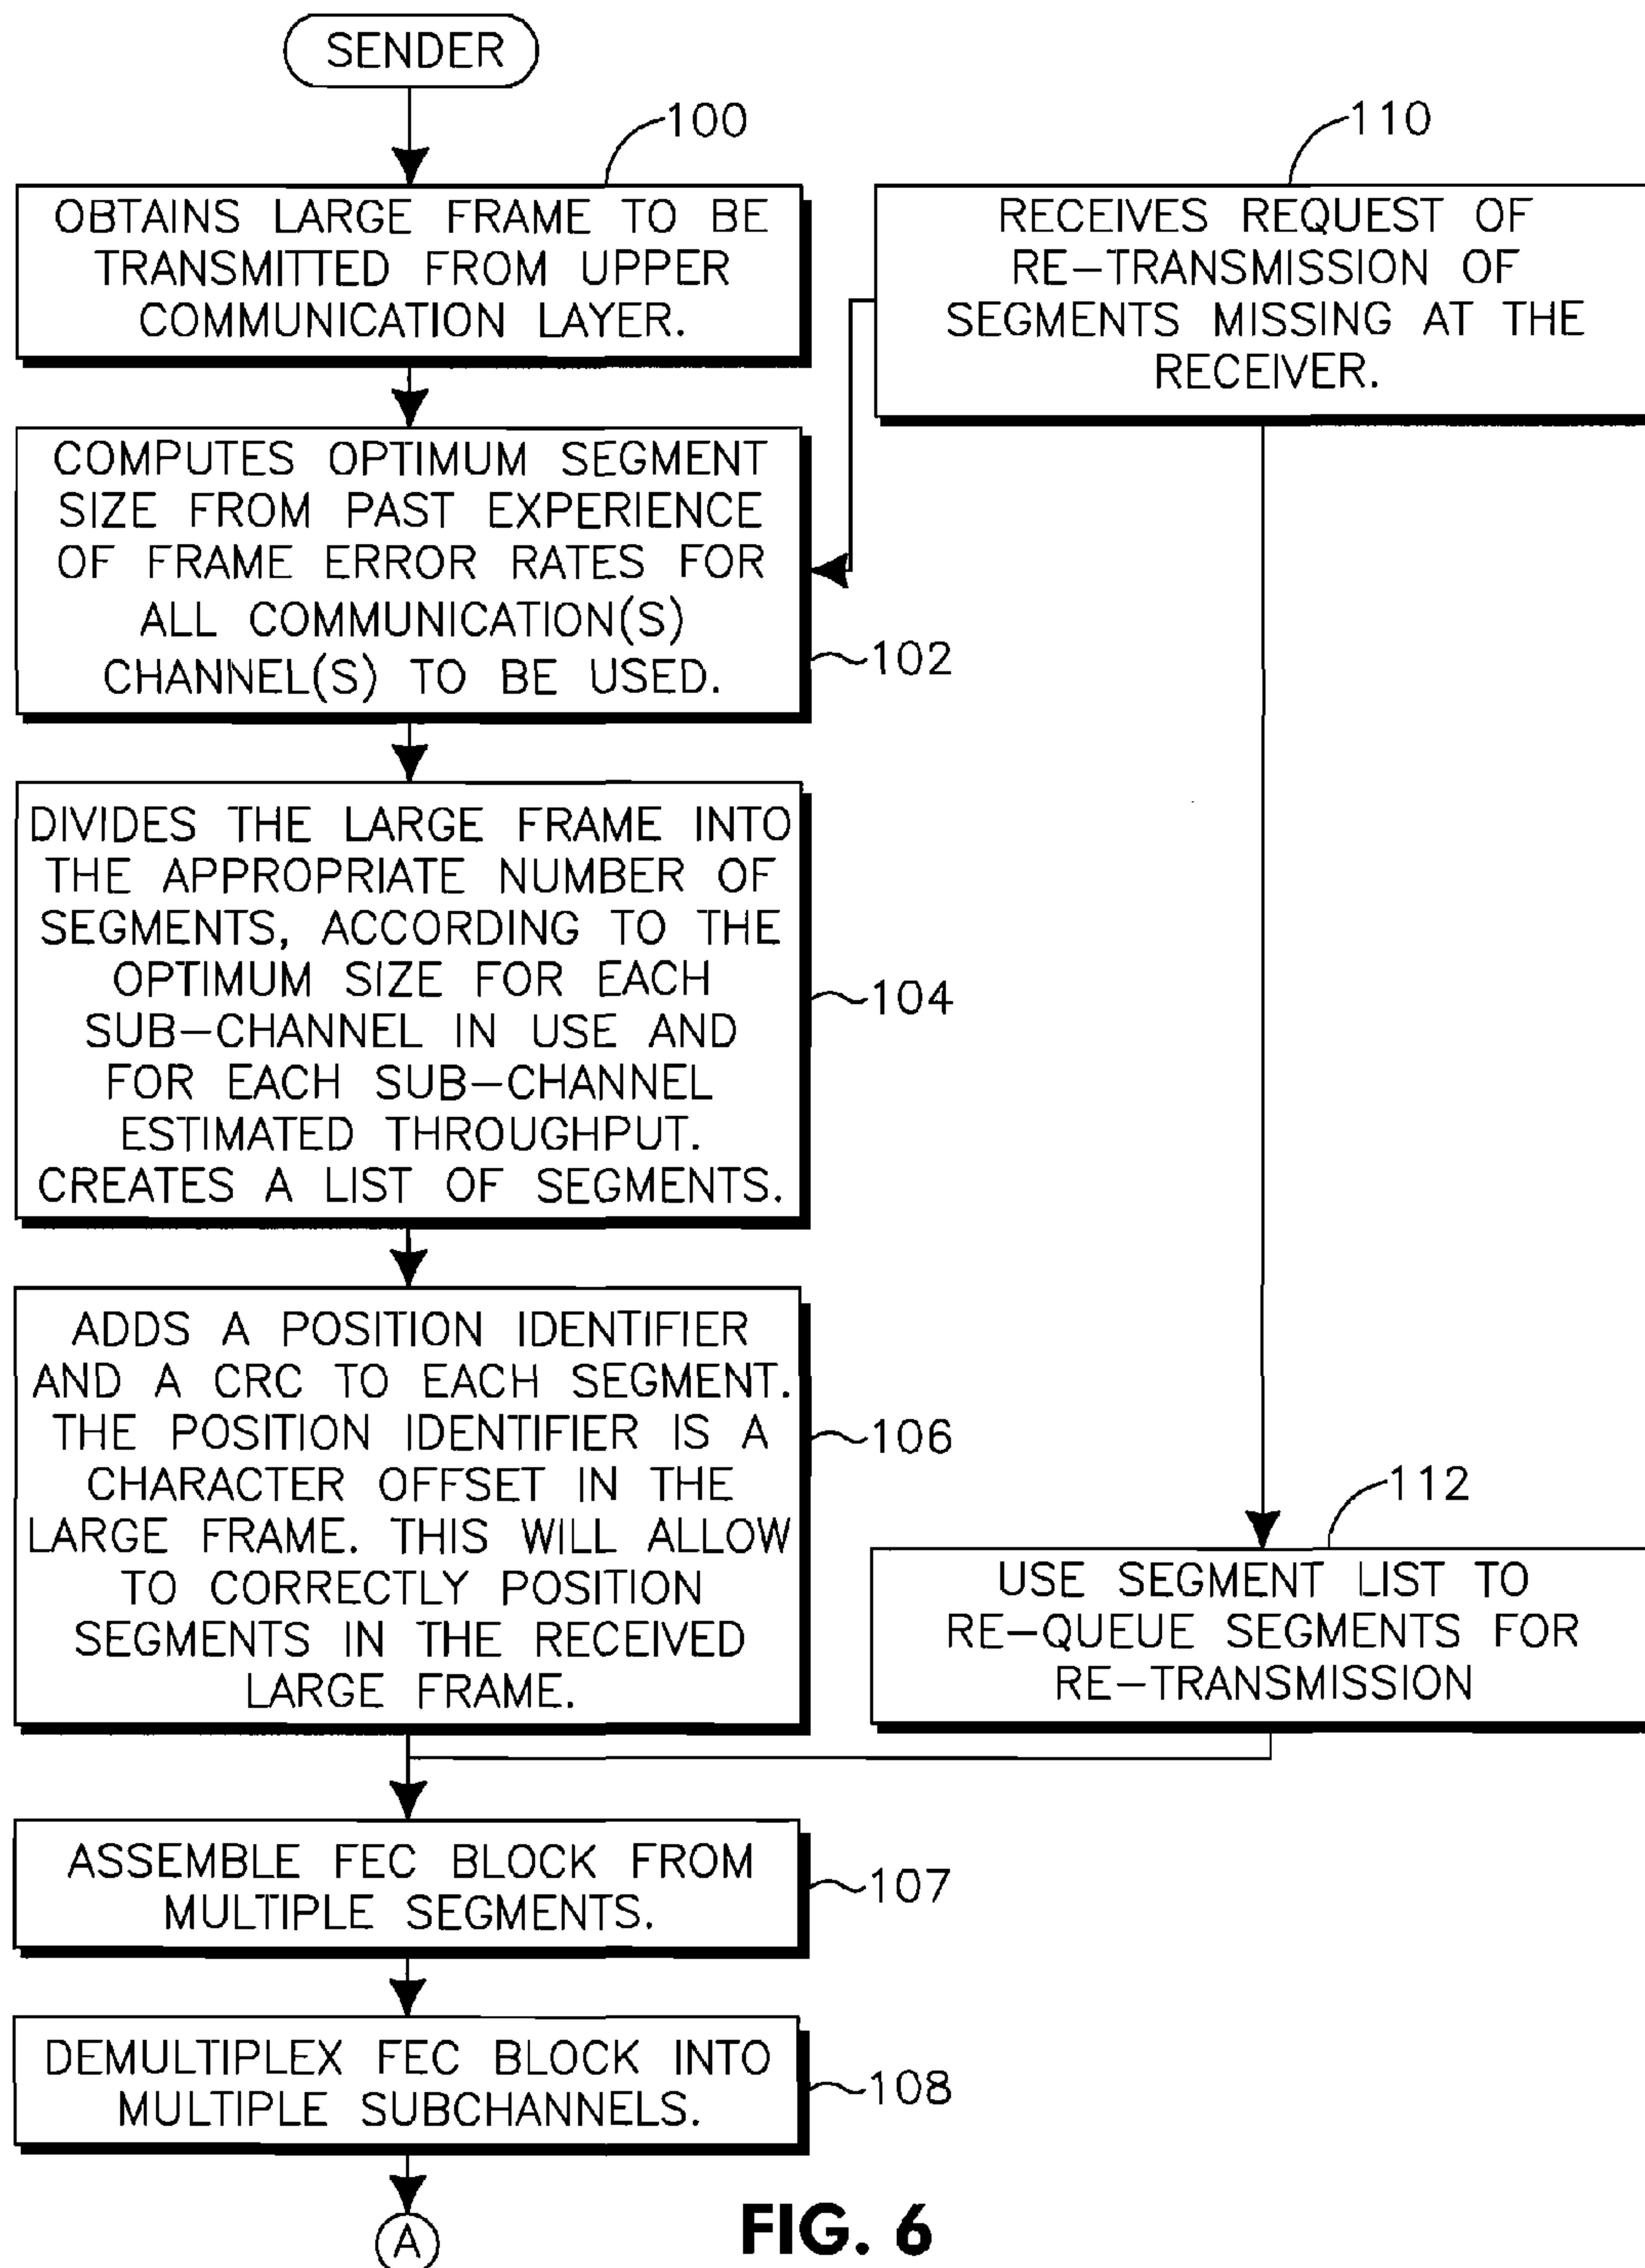 SENDER
100
OBTAINS LARGE FRAME TO BE
TRANSMITTED FROM UPPER
COMMUNICATION LAYER.
110
RECEIVES REQUEST OF
RE-TRANSMISSION OF
SEGMENTS MISSING AT THE
RECEIVER.
COMPUTES OPTIMUM SEGMENT
SIZE FROM PAST EXPERIENCE
OF FRAME ERROR RATES FOR
ALL COMMUNICATION(S)
CHANNEL(S) TO BE USED.
102
DIVIDES THE LARGE FRAME INTO
THE APPROPRIATE NUMBER OF
SEGMENTS, ACCORDING TO THE
OPTIMUM SIZE FOR EACH
SUB-CHANNEL IN USE AND
FOR EACH SUB-CHANNEL
ESTIMATED THROUGHPUT.
CREATES A LIST OF SEGMENTS.
104
ADDS A POSITION IDENTIFIER
AND A CRC TO EACH SEGMENT.
THE POSITION IDENTIFIER IS A
CHARACTER OFFSET IN THE
LARGE FRAME. THIS WILL ALLOW
TO CORRECTLY POSITION
SEGMENTS IN THE RECEIVED
LARGE FRAME.
106
112
USE SEGMENT LIST TO
RE-QUEUE SEGMENTS FOR
RE-TRANSMISSION
ASSEMBLE FEC BLOCK FROM
MULTIPLE SEGMENTS.
107
DEMULTIPLEX FEC BLOCK INTO
MULTIPLE SUBCHANNELS.
108
A
FIG. 6